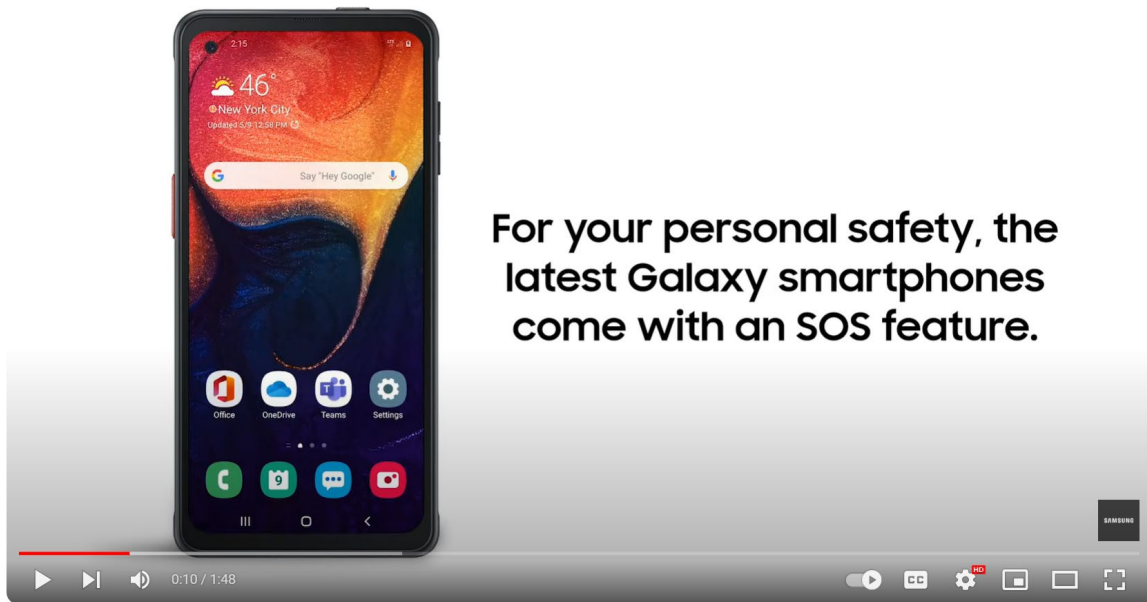 2:15
LTE
46°
New York City
Updated 5/9 12:58 PM
G Say "Hey Google"
For your personal safety, the
latest Galaxy smartphones
come with an SOS feature.
Office OneDrive Teams Settings
9
SAMSUNG
0:10 / 1:48
CC HD